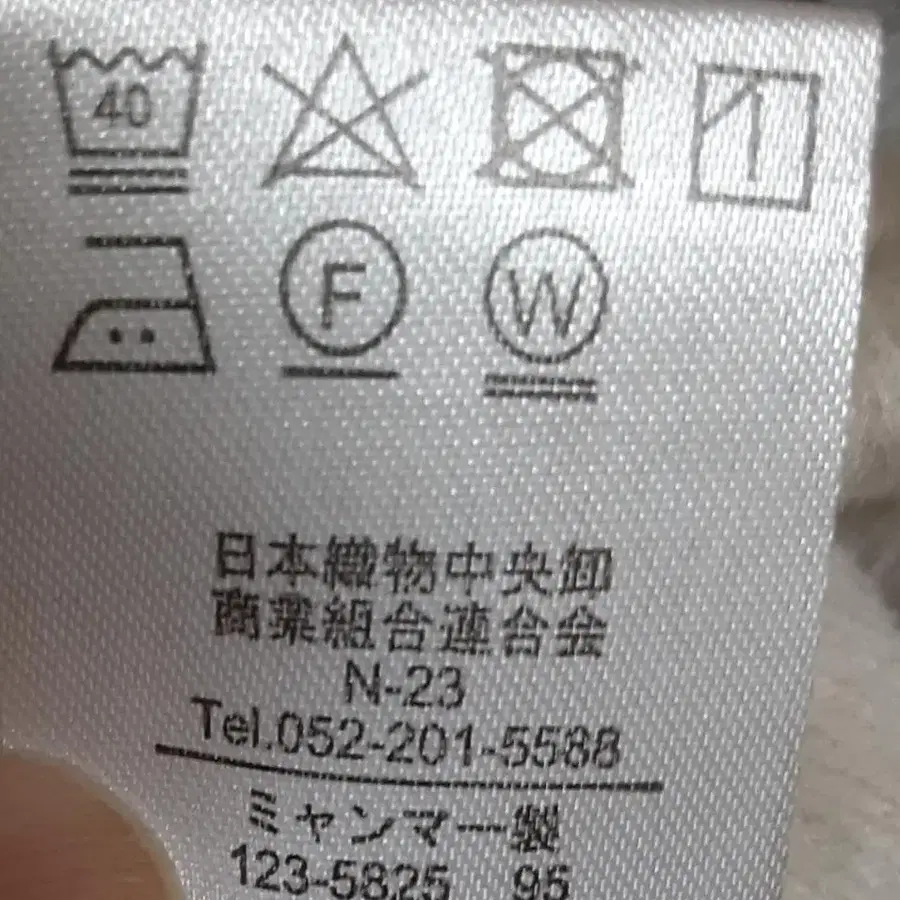 40
F W
日本織物中央卸
商業組合連合会
N-23
Tel.052-201-5588
ミャンマー製
123-5825 95